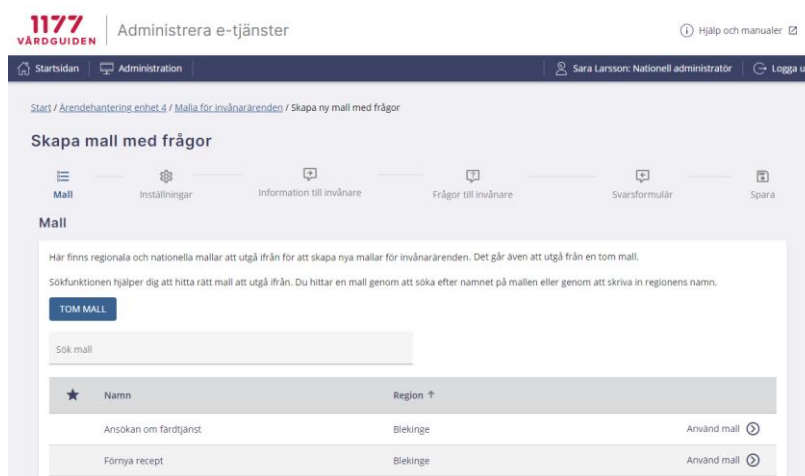 1177
VÅRDGUIDEN
Administrera e-tjänster
Hjälp och manualer
Startsidan
Administration
Sara Larsson: Nationell administratör
Logga u
Start / Ärendehantering enhet 4 / Malla för invånarärenden / Skapa ny mall med frågor
Skapa mall med frågor
Mall
Inställningar
Information till invånare
Frågor till invånare
Svarsformulär
Spara
Mall
Här finns regionala och nationella mallar att utgå ifrån för att skapa nya mallar för invånarärenden. Det går även att utgå från en tom mall.
Sökfunktionen hjälper dig att hitta rätt mall att utgå ifrån. Du hittar en mall genom att söka efter namnet på mallen eller genom att skriva in regionens namn.
TOM MALL
Sök mall
Namn Region ↑
Ansökan om färdtjänst Blekinge Använd mall
Förnya recept Blekinge Använd mall